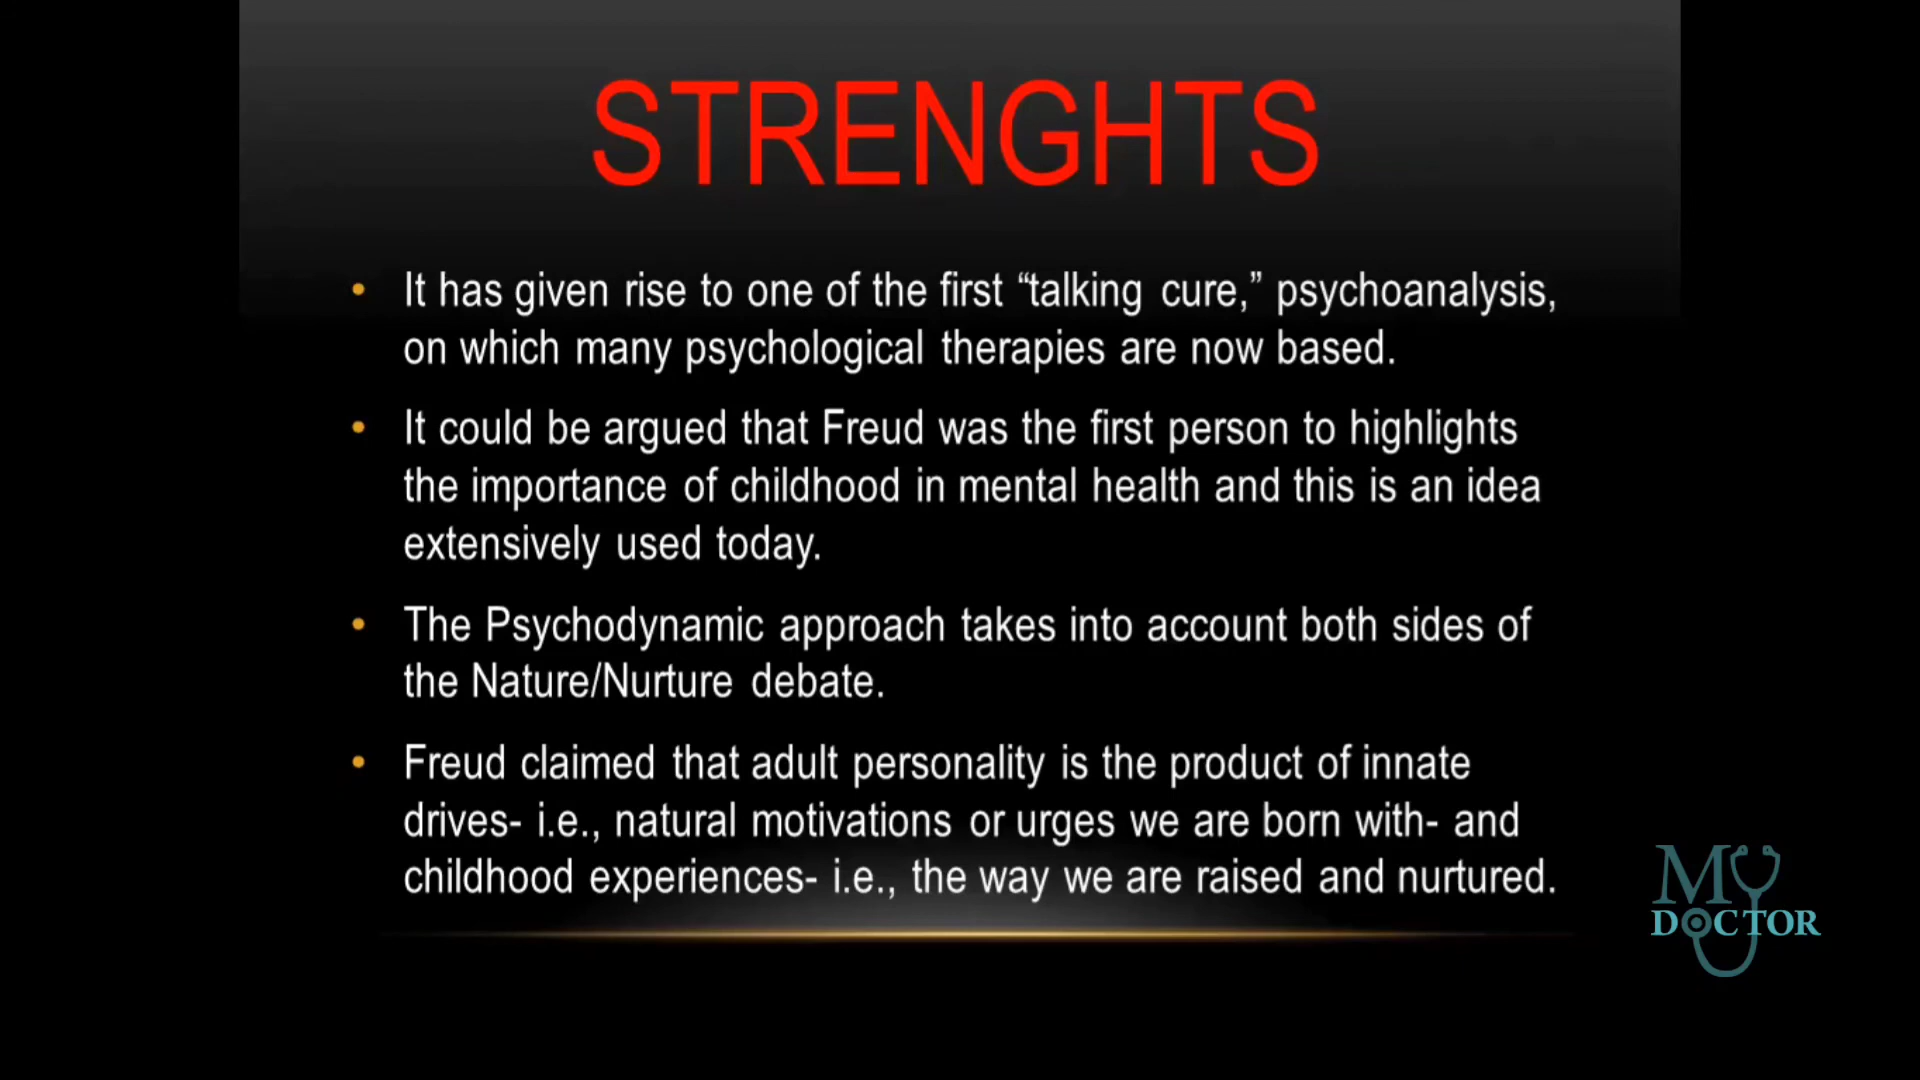 STRENGHTS
• It has given rise to one of the first “talking cure,” psychoanalysis,
on which many psychological therapies are now based.
• It could be argued that Freud was the first person to highlights
the importance of childhood in mental health and this is an idea
extensively used today.
• The Psychodynamic approach takes into account both sides of
the Nature/Nurture debate.
• Freud claimed that adult personality is the product of innate
drives- i.e., natural motivations or urges we are born with- and
childhood experiences- i.e., the way we are raised and nurtured.
MY
DOCTOR